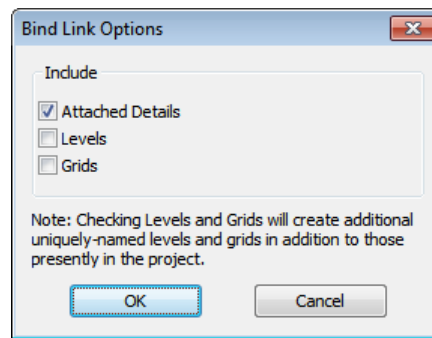 Bind Link Options
Include
Attached Details
Levels
Grids
Note: Checking Levels and Grids will create additional
uniquely-named levels and grids in addition to those
presently in the project.
OK
Cancel